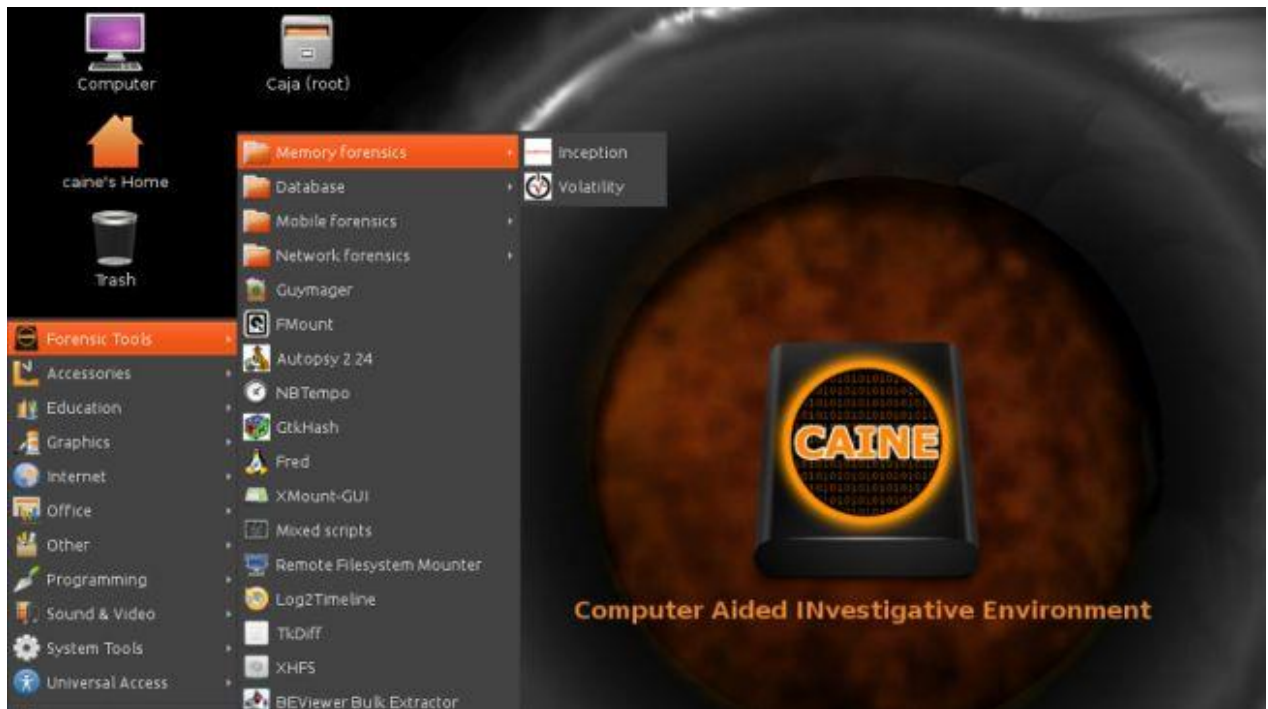 Computer
Caja (root)
caine's Home
Trash
Forensic Tools
Accessories
Education
Graphics
Internet
Office
Other
Programming
Sound & Video
System Tools
Universal Access
Memory forensics
Database
Mobile forensics
Network forensics
Guymager
FMount
Autopsy 2.24
NBTempo
GtkHash
Fred
XMount-GUI
Mixed scripts
Remote Filesystem Mounter
Log2Timeline
TkDiff
XHFS
BEViewer Bulk Extractor
Inception
Volatility
CAINE
Computer Aided INvestigative Environment